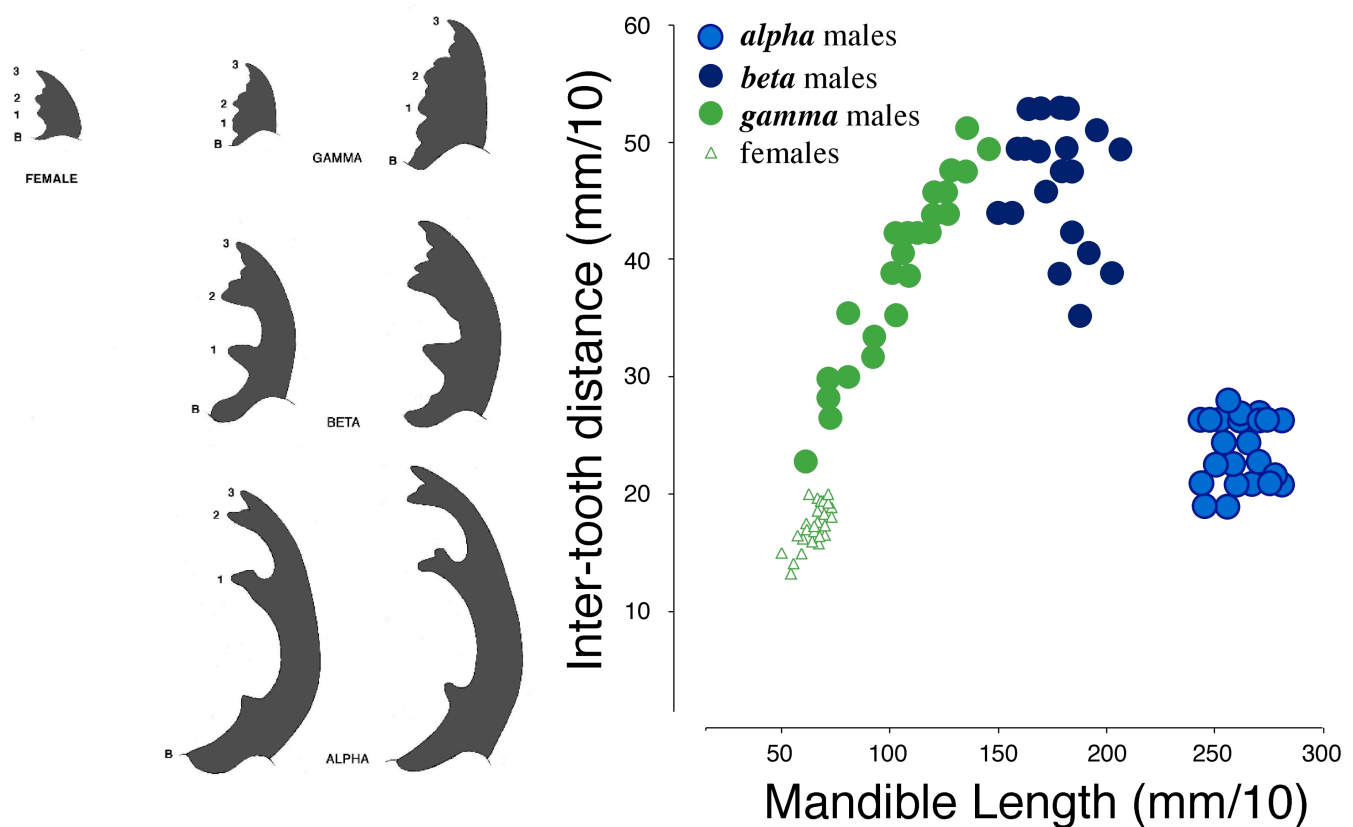 3
2
1
B
FEMALE
3
2
1
B
GAMMA
3
2
1
B
3
2
1
B
BETA
3
2
1
B
ALPHA
Inter-tooth distance (mm/10)
60
50
40
30
20
10
alpha males
beta males
gamma males
females
50
100
150
200
250
300
Mandible Length (mm/10)